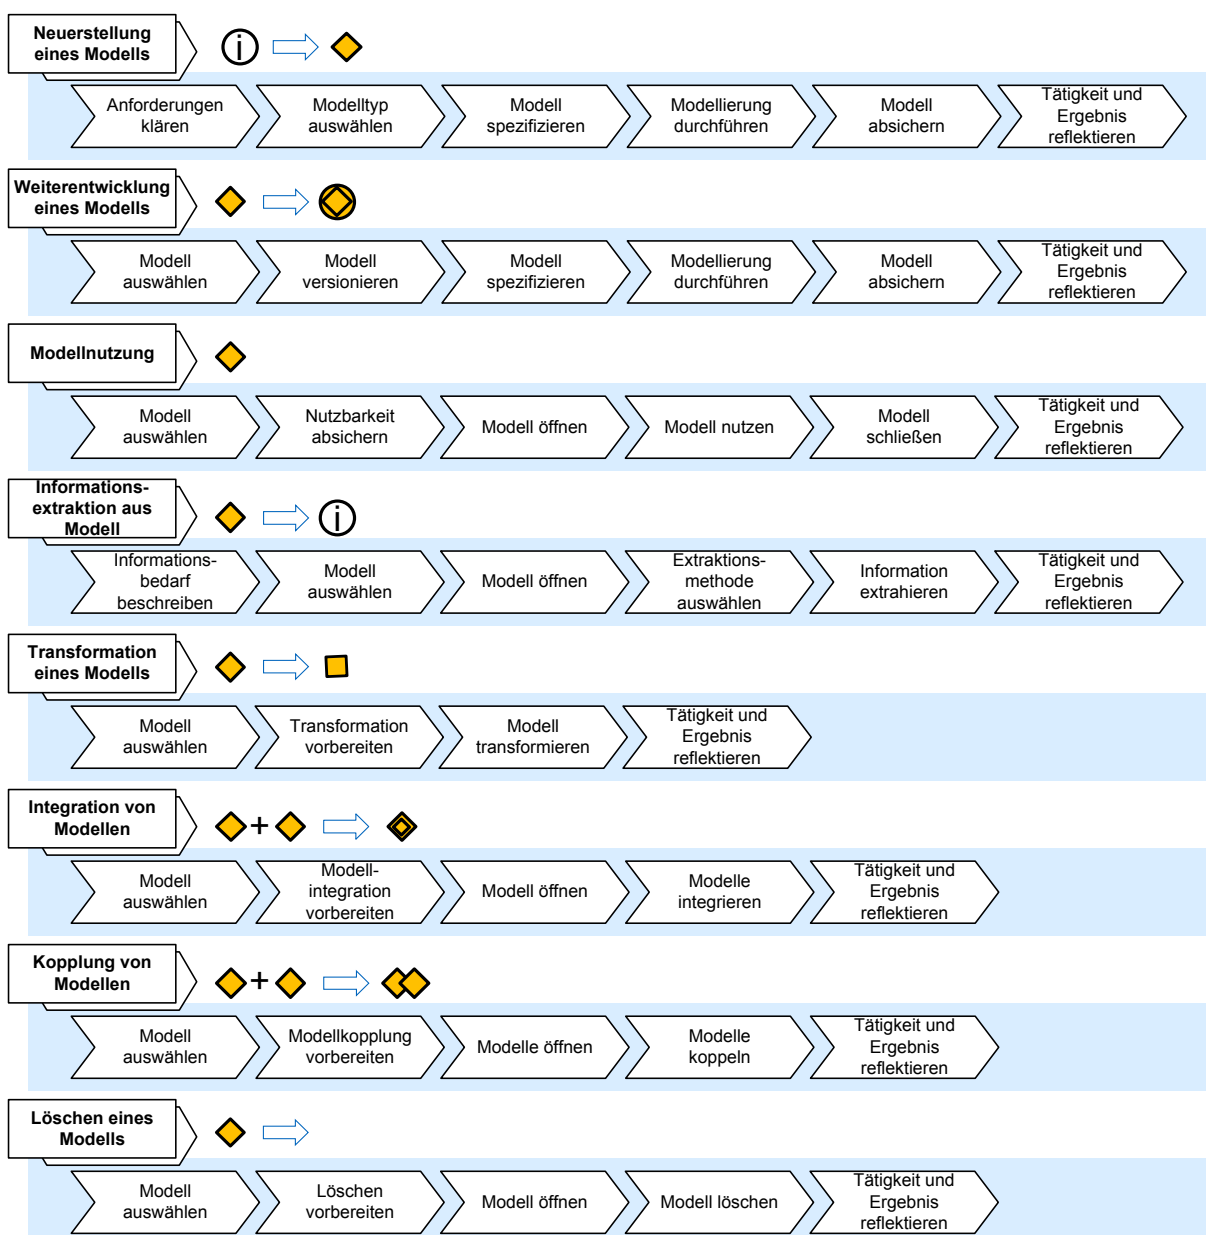 Neuerstellung
eines Modells
i
Anforderungen
klären
Modelltyp
auswählen
Modell
spezifizieren
Modellierung
durchführen
Modell
absichern
Tätigkeit und
Ergebnis
reflektieren
Weiterentwicklung
eines Modells
Modell
auswählen
Modell
versionieren
Modell
spezifizieren
Modellierung
durchführen
Modell
absichern
Tätigkeit und
Ergebnis
reflektieren
Modellnutzung
Modell
auswählen
Nutzbarkeit
absichern
Modell öffnen
Modell nutzen
Modell
schließen
Tätigkeit und
Ergebnis
reflektieren
Informations-
extraktion aus
Modell
i
Informations-
bedarf
beschreiben
Modell
auswählen
Modell öffnen
Extraktions-
methode
auswählen
Information
extrahieren
Tätigkeit und
Ergebnis
reflektieren
Transformation
eines Modells
Modell
auswählen
Transformation
vorbereiten
Modell
transformieren
Tätigkeit und
Ergebnis
reflektieren
Integration von
Modellen
+
Modell
auswählen
Modell-
integration
vorbereiten
Modell öffnen
Modelle
integrieren
Tätigkeit und
Ergebnis
reflektieren
Kopplung von
Modellen
+
Modell
auswählen
Modellkopplung
vorbereiten
Modelle öffnen
Modelle
koppeln
Tätigkeit und
Ergebnis
reflektieren
Löschen eines
Modells
Modell
auswählen
Löschen
vorbereiten
Modell öffnen
Modell löschen
Tätigkeit und
Ergebnis
reflektieren